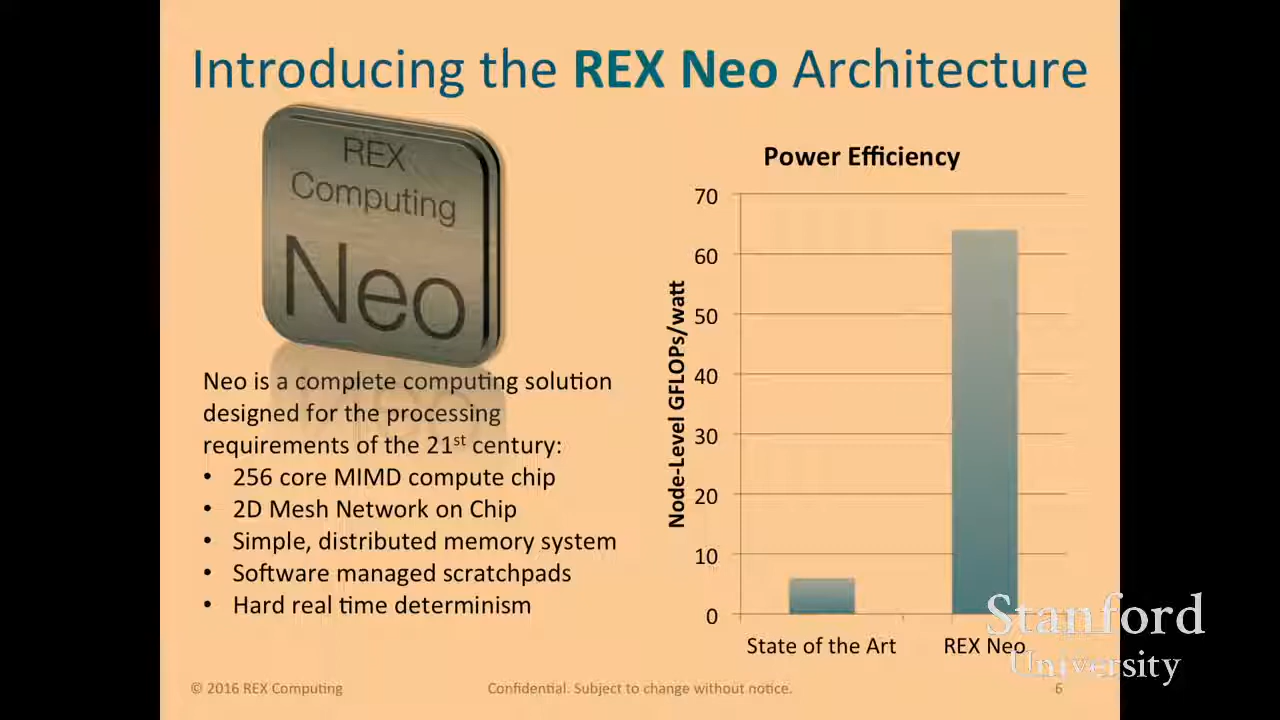 Introducing the REX Neo Architecture
REX
Computing
Neo
Neo is a complete computing solution
designed for the processing
requirements of the 21st century:
• 256 core MIMD compute chip
• 2D Mesh Network on Chip
• Simple, distributed memory system
• Software managed scratchpads
• Hard real time determinism
Power Efficiency
Node-Level GFLOPs/watt
70
60
50
40
30
20
10
0
State of the Art
REX Neo
Stanford
University
© 2016 REX Computing
Confidential. Subject to change without notice.
6